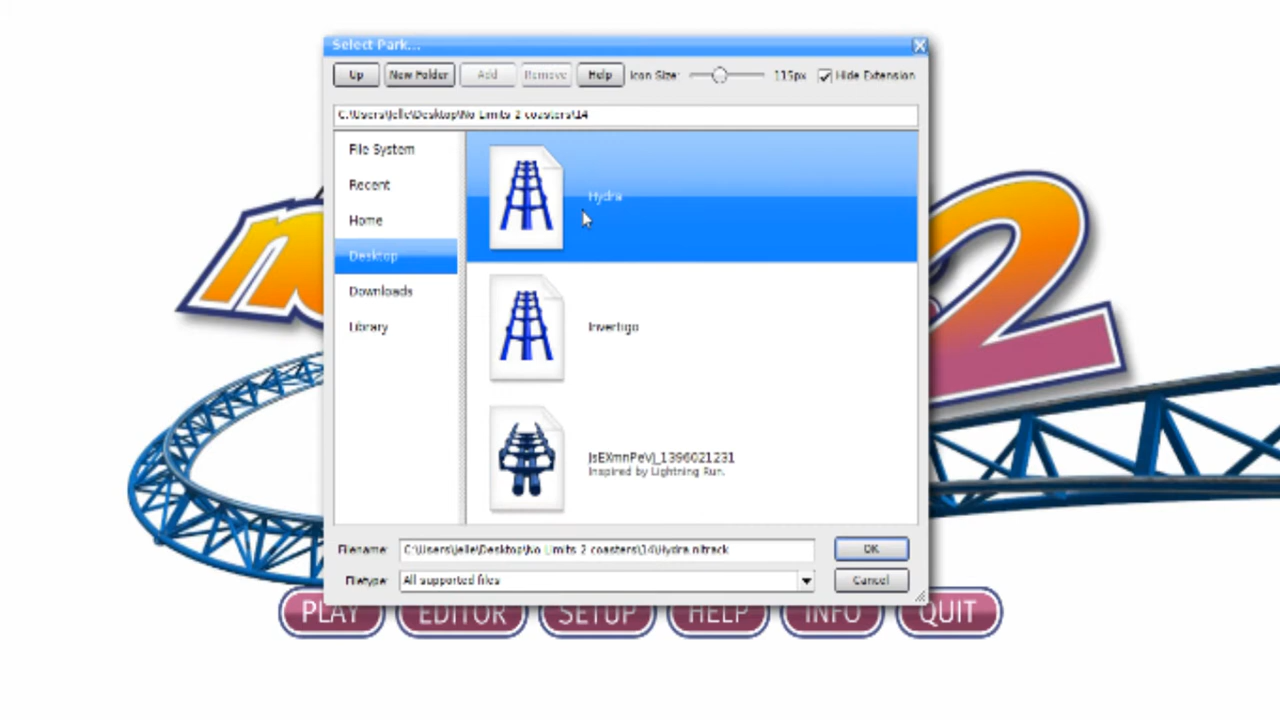 Select Park...
Up New Folder Add Remove Help Icon Size: 115px Hide Extension
C:\Users\Jelle\Desktop\No Limits 2 coasters\14
File System
Recent
Home
Desktop
Downloads
Library
Hydra
Invertigo
JsEXmnPeVJ_1396021231
Inspired by Lightning Run.
Filename: C:\Users\Jelle\Desktop\No Limits 2 coasters\14\Hydra.nltrack OK
Filetype: All supported files Cancel
n 2
PLAY EDITOR SETUP HELP INFO QUIT